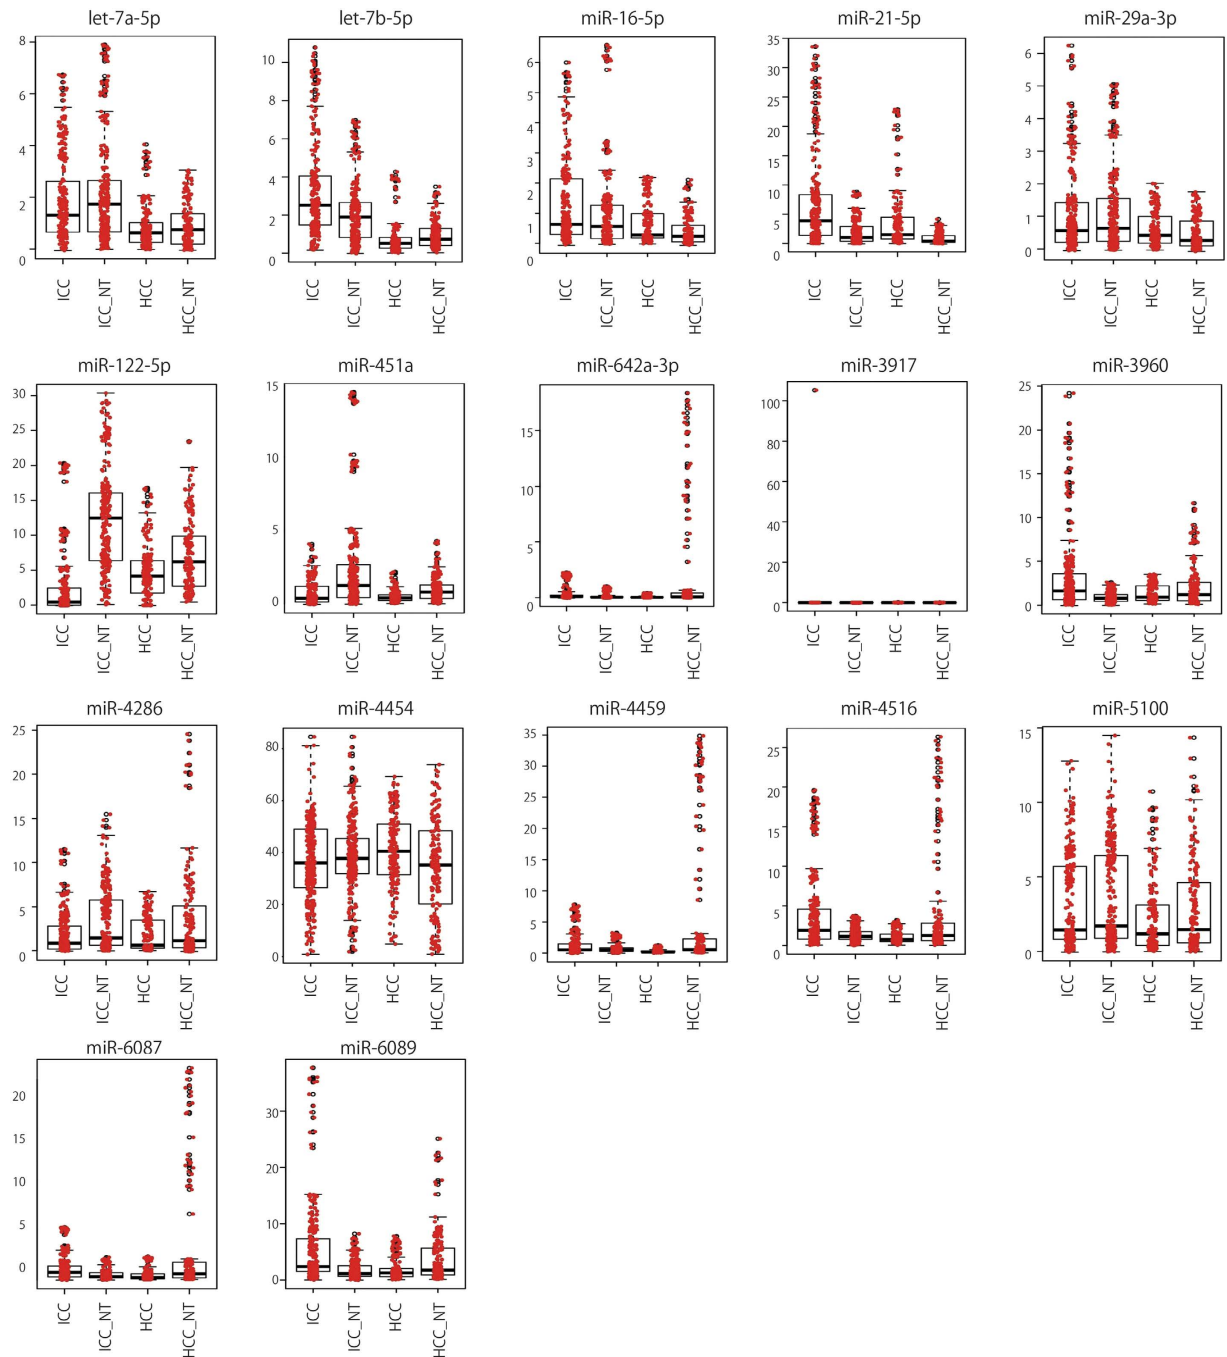 let-7a-5p
8
6
4
2
0
ICC
ICC_NT
HCC
HCC_NT
let-7b-5p
10
8
6
4
2
0
ICC
ICC_NT
HCC
HCC_NT
miR-16-5p
6
5
4
3
2
1
0
ICC
ICC_NT
HCC
HCC_NT
miR-21-5p
35
30
25
20
15
10
5
0
ICC
ICC_NT
HCC
HCC_NT
miR-29a-3p
6
5
4
3
2
1
0
ICC
ICC_NT
HCC
HCC_NT
miR-122-5p
30
25
20
15
10
5
0
ICC
ICC_NT
HCC
HCC_NT
miR-451a
15
10
5
0
ICC
ICC_NT
HCC
HCC_NT
miR-642a-3p
15
10
5
0
ICC
ICC_NT
HCC
HCC_NT
miR-3917
100
80
60
40
20
0
ICC
ICC_NT
HCC
HCC_NT
miR-3960
25
20
15
10
5
0
ICC
ICC_NT
HCC
HCC_NT
miR-4286
25
20
15
10
5
0
ICC
ICC_NT
HCC
HCC_NT
miR-4454
80
60
40
20
0
ICC
ICC_NT
HCC
HCC_NT
miR-4459
35
30
25
20
15
10
5
0
ICC
ICC_NT
HCC
HCC_NT
miR-4516
25
20
15
10
5
0
ICC
ICC_NT
HCC
HCC_NT
miR-5100
15
10
5
0
ICC
ICC_NT
HCC
HCC_NT
miR-6087
20
15
10
5
0
ICC
ICC_NT
HCC
HCC_NT
miR-6089
30
20
10
0
ICC
ICC_NT
HCC
HCC_NT